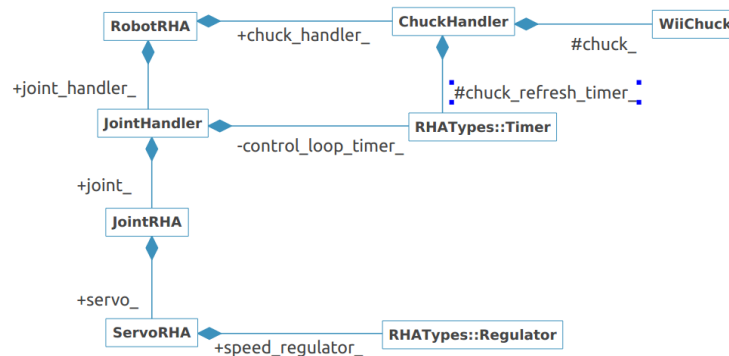 RobotRHA
ChuckHandler
WiiChuck
+chuck_handler_
#chuck_
+joint_handler_
#chuck_refresh_timer_
JointHandler
RHATypes::Timer
-control_loop_timer_
+joint_
JointRHA
+servo_
ServoRHA
RHATypes::Regulator
+speed_regulator_